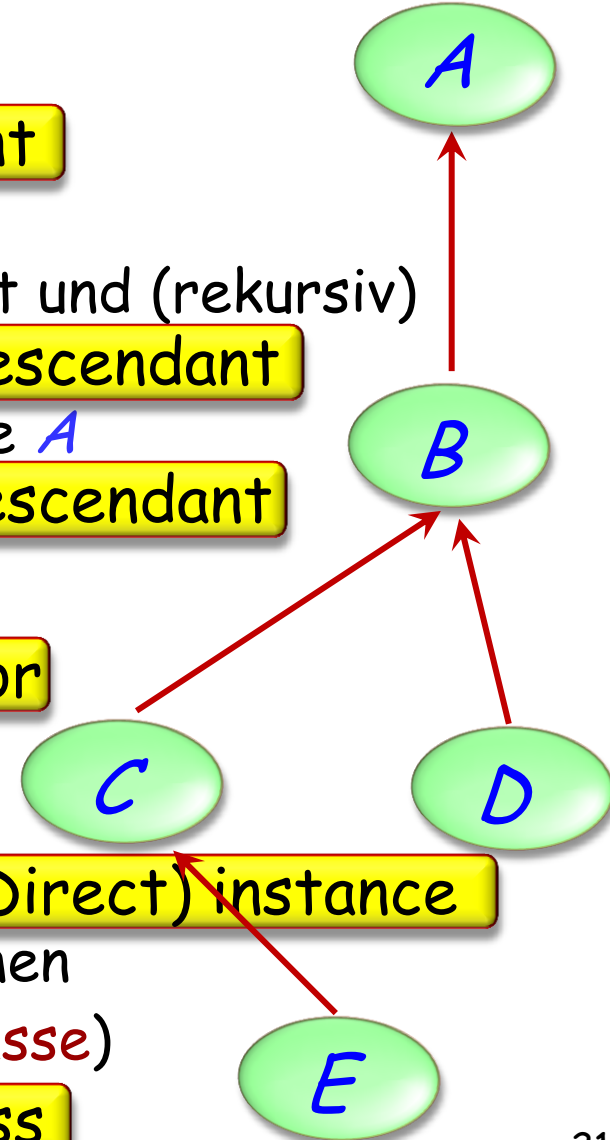 A
nt
t und (rekursiv)
escendant
e A
B
escendant
or
C
D
Direct) instance
nen
sse)
E
ss